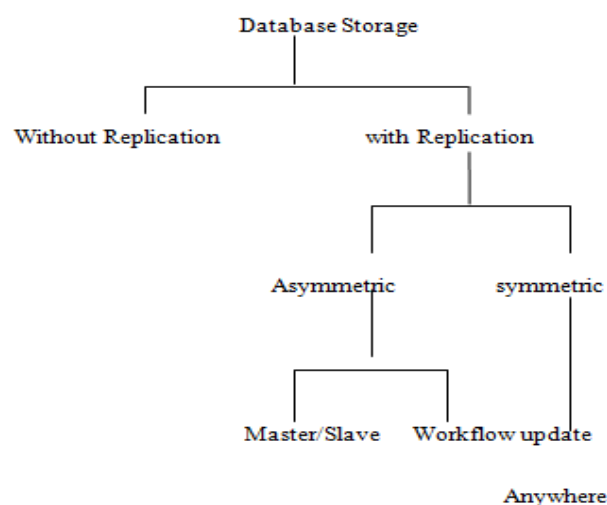 Database Storage
Without Replication with Replication
Asymmetric symmetric
Master/Slave Workflow update
Anywhere